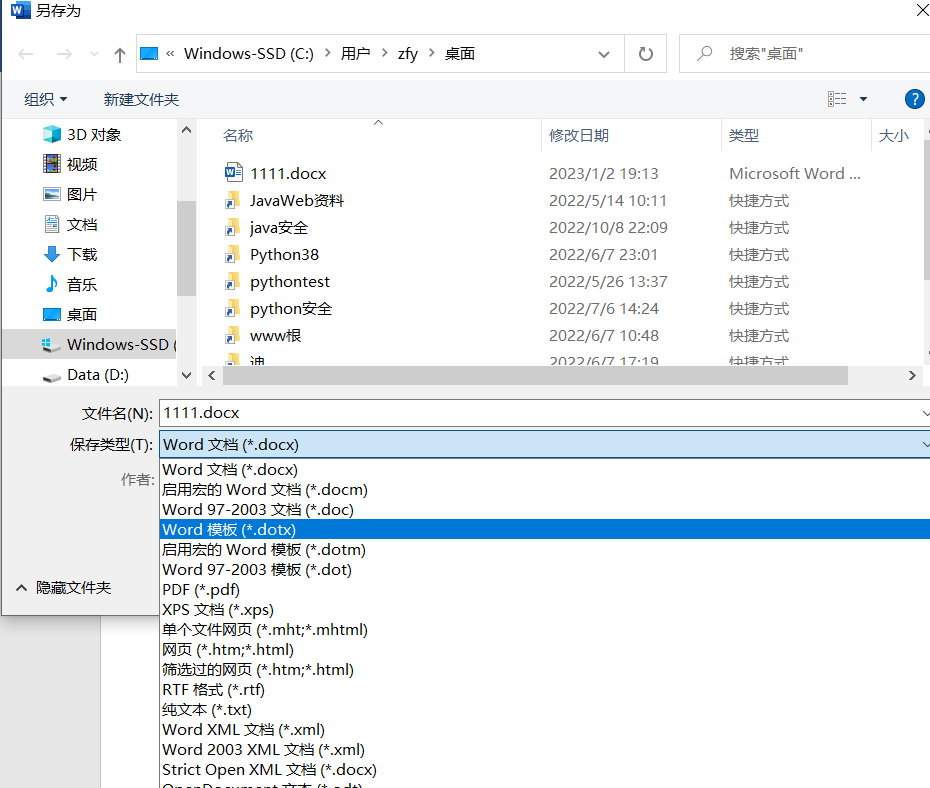 另存为
« Windows-SSD (C:) › 用户 › zfy › 桌面
搜索"桌面"
组织 新建文件夹
3D 对象
视频
图片
文档
下载
音乐
桌面
Windows-SSD (
Data (D:)
名称 修改日期 类型 大小
1111.docx 2023/1/2 19:13 Microsoft Word ...
JavaWeb资料 2022/5/14 10:11 快捷方式
java安全 2022/10/8 22:09 快捷方式
Python38 2022/6/7 23:01 快捷方式
pythontest 2022/5/26 13:37 快捷方式
python安全 2022/7/6 14:24 快捷方式
www根 2022/6/7 10:48 快捷方式
迪 2022/6/7 17:19 快捷方式
文件名(N): 1111.docx
保存类型(T): Word 文档 (*.docx)
作者:
Word 文档 (*.docx)
启用宏的 Word 文档 (*.docm)
Word 97-2003 文档 (*.doc)
Word 模板 (*.dotx)
启用宏的 Word 模板 (*.dotm)
Word 97-2003 模板 (*.dot)
PDF (*.pdf)
XPS 文档 (*.xps)
单个文件网页 (*.mht;*.mhtml)
网页 (*.htm;*.html)
筛选过的网页 (*.htm;*.html)
RTF 格式 (*.rtf)
纯文本 (*.txt)
Word XML 文档 (*.xml)
Word 2003 XML 文档 (*.xml)
Strict Open XML 文档 (*.docx)
OpenDocument 文本 (*.odt)
隐藏文件夹